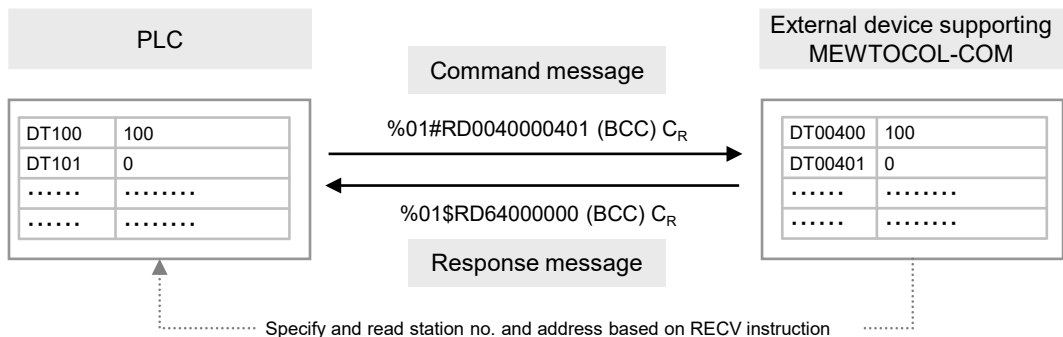 PLC
External device supporting
MEWTOCOL-COM
Command message
%01#RD0040000401 (BCC) CR
DT100 100
DT101 0
······ ········
······ ········
DT00400 100
DT00401 0
······ ········
······ ········
%01$RD64000000 (BCC) CR
Response message
Specify and read station no. and address based on RECV instruction